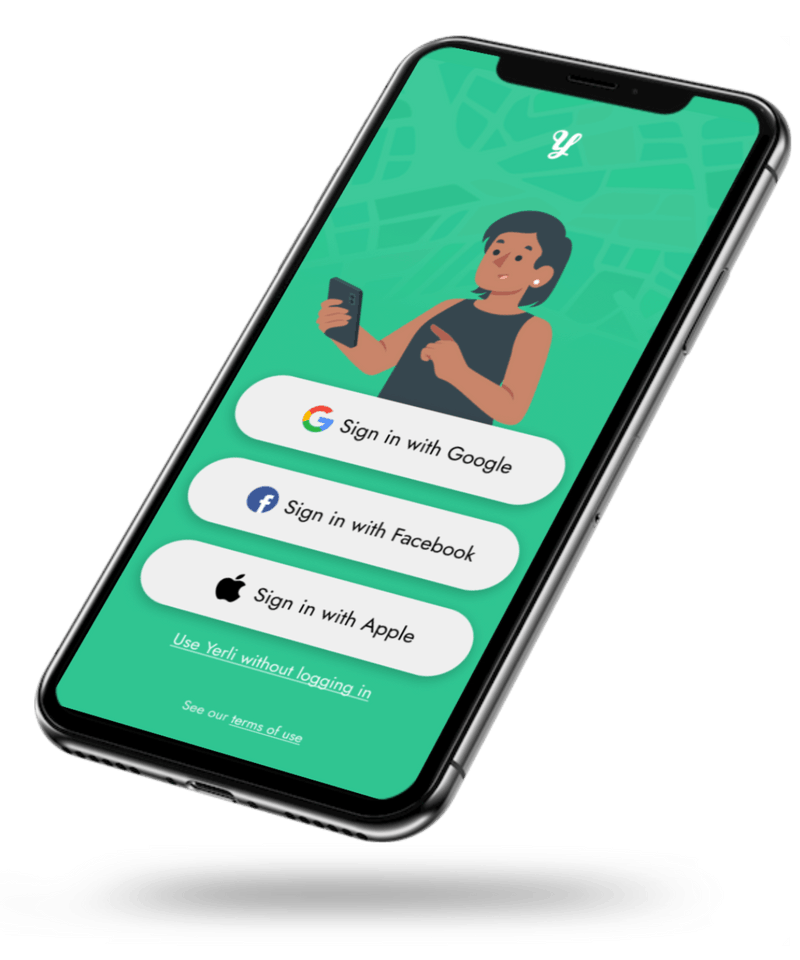 Y
Sign in with Google
Sign in with Facebook
Sign in with Apple
Use Yerli without logging in
See our terms of use